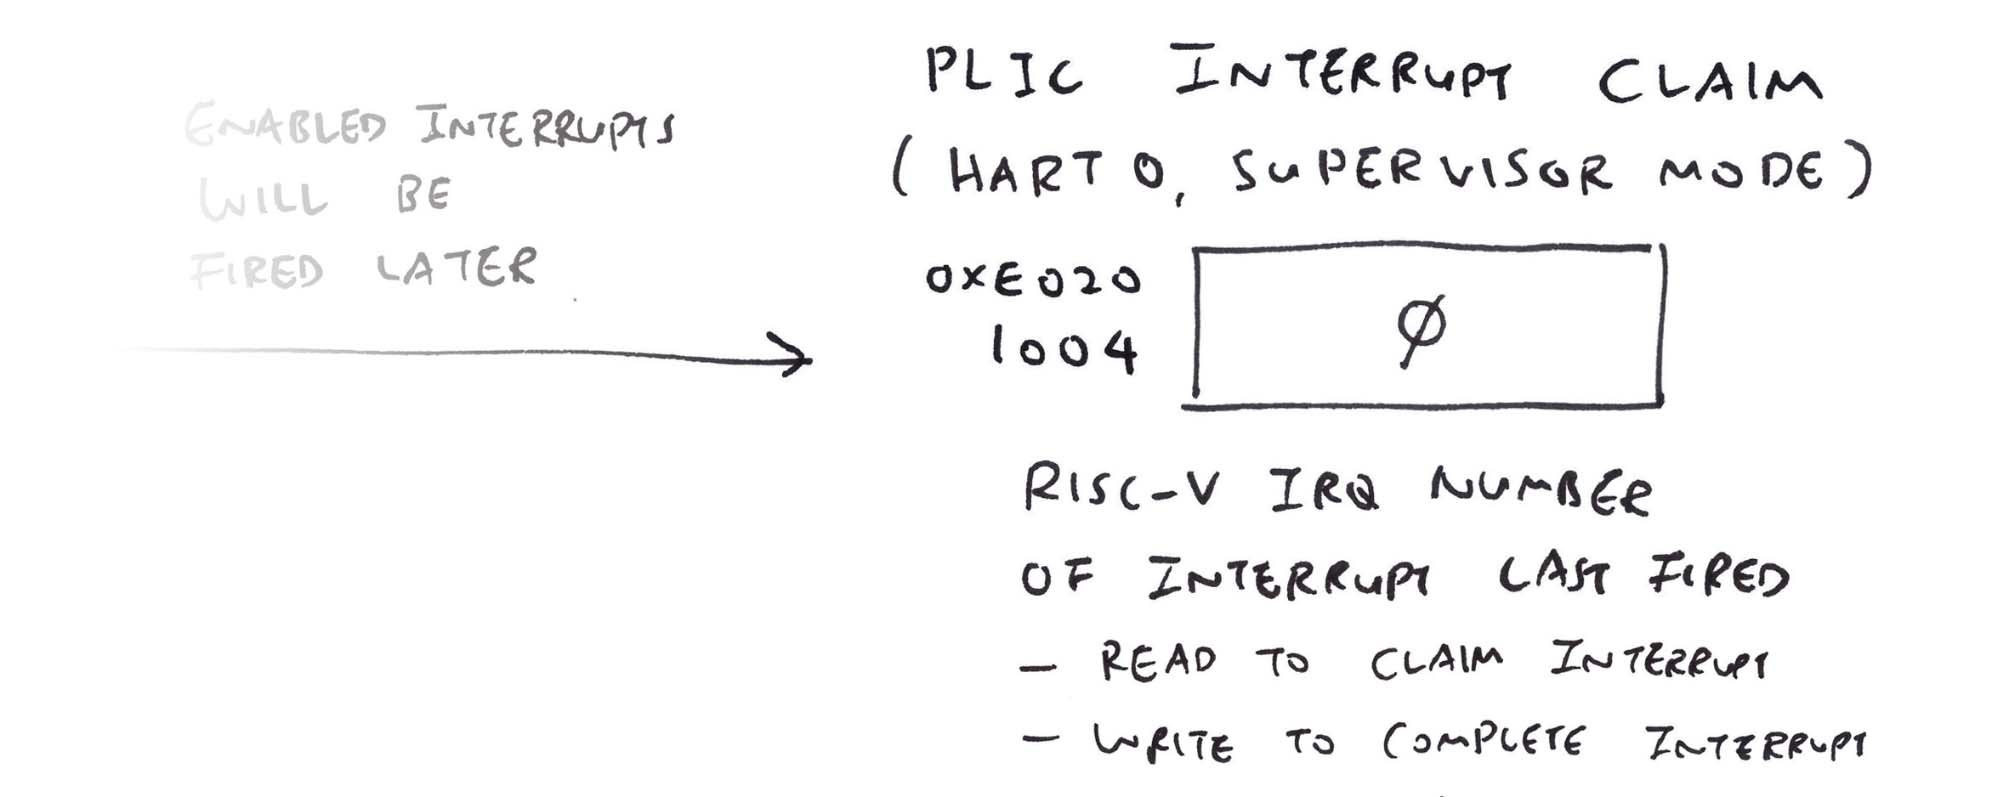 ENABLED INTERRUPTS
WILL BE
FIRED LATER
PLIC INTERRUPT CLAIM
(HART 0, SUPERVISOR MODE)
0xE020
1004
0
RISC-V IRQ NUMBER
OF INTERRUPT LAST FIRED
- READ TO CLAIM INTERRUPT
- WRITE TO COMPLETE INTERRUPT